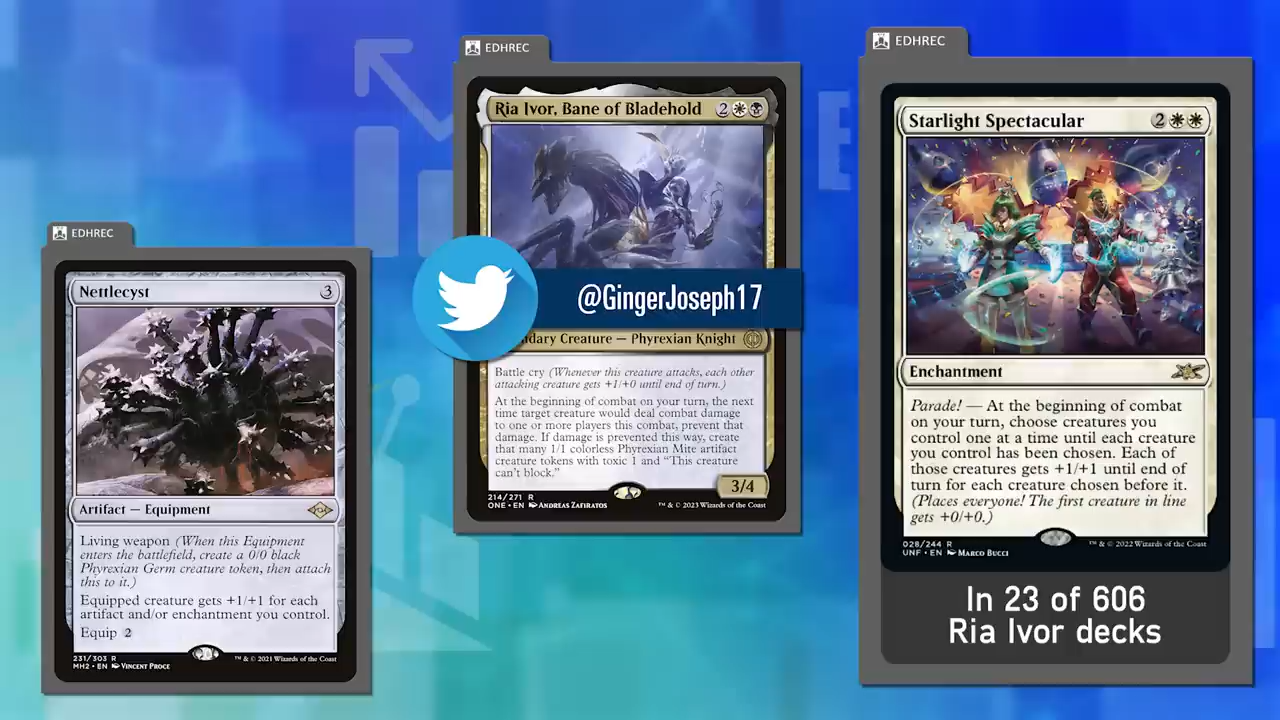 EDHREC
Nettlecyst 3
Artifact — Equipment
Living weapon (When this Equipment
enters the battlefield, create a 0/0 black
Phyrexian Germ creature token, then attach
this to it.)
Equipped creature gets +1/+1 for each
artifact and/or enchantment you control.
Equip 2
231/303 R
MH2 • EN Vincent Proce
™ & © 2021 Wizards of the Coast
EDHREC
Ria Ivor, Bane of Bladehold 2
@GingerJoseph17
ndary Creature — Phyrexian Knight
Battle cry (Whenever this creature attacks, each other
attacking creature gets +1/+0 until end of turn.)
At the beginning of combat on your turn, the next
time target creature would deal combat damage
to one or more players this combat, prevent that
damage. If damage is prevented this way, create
that many 1/1 colorless Phyrexian Mite artifact
creature tokens with toxic 1 and “This creature
can’t block.”
3/4
214/271 R
ONE • EN Andreas Zafiratos
™ & © 2023 Wizards of the Coast
EDHREC
Starlight Spectacular 2
Enchantment
Parade! — At the beginning of combat
on your turn, choose creatures you
control one at a time until each creature
you control has been chosen. Each of
those creatures gets +1/+1 until end of
turn for each creature chosen before it.
(Places everyone! The first creature in line
gets +0/+0.)
028/244 R
UNF • EN Marco Bucci
™ & © 2022 Wizards of the Coast
In 23 of 606
Ria Ivor decks